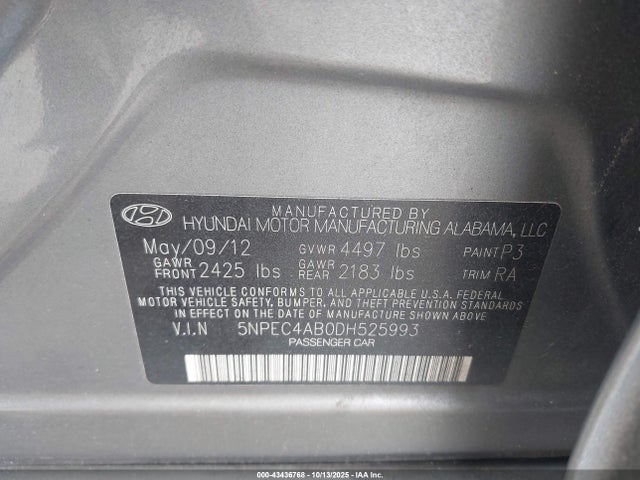 MANUFACTURED BY
HYUNDAI MOTOR MANUFACTURING ALABAMA, LLC
May/09/12 GVWR 4497 lbs PAINT P3
GAWR FRONT 2425 lbs GAWR REAR 2183 lbs TRIM RA
THIS VEHICLE CONFORMS TO ALL APPLICABLE U.S.A. FEDERAL
MOTOR VEHICLE SAFETY, BUMPER, AND THEFT PREVENTION STANDARDS
IN EFFECT ON THE DATE OF MANUFACTURE SHOWN ABOVE.
V.I.N 5NPEC4AB0DH525993
PASSENGER CAR
000-43436768 - 10/13/2025 - IAA Inc.